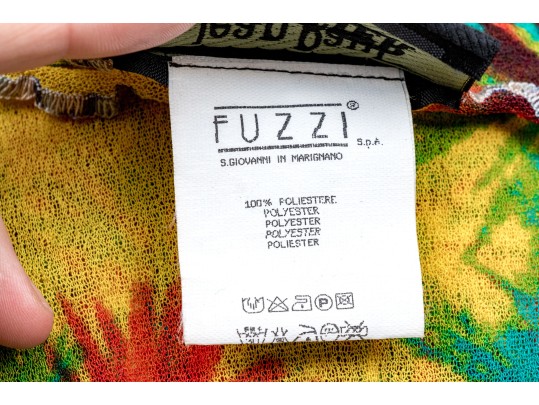 FUZZI®
S.p.A.
S.GIOVANNI IN MARIGNANO
100% POLIESTERE
POLYESTER
POLYESTER
POLYESTER
POLIESTER
P